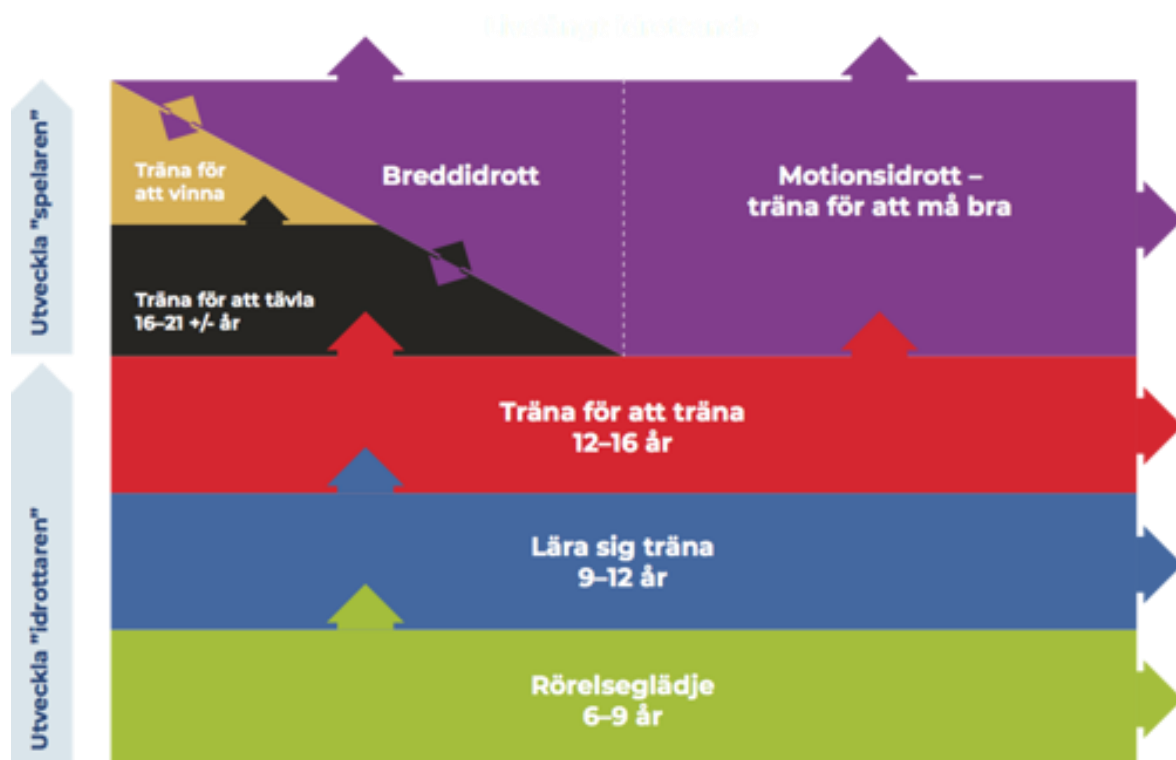 Utveckla "spelaren"
Träna för
att vinna
Breddidrott
Motionsidrott –
träna för att må bra
Träna för att tävla
16–21 +/- år
Utveckla "idrottaren"
Träna för att träna
12–16 år
Lära sig träna
9–12 år
Rörelseglädje
6–9 år